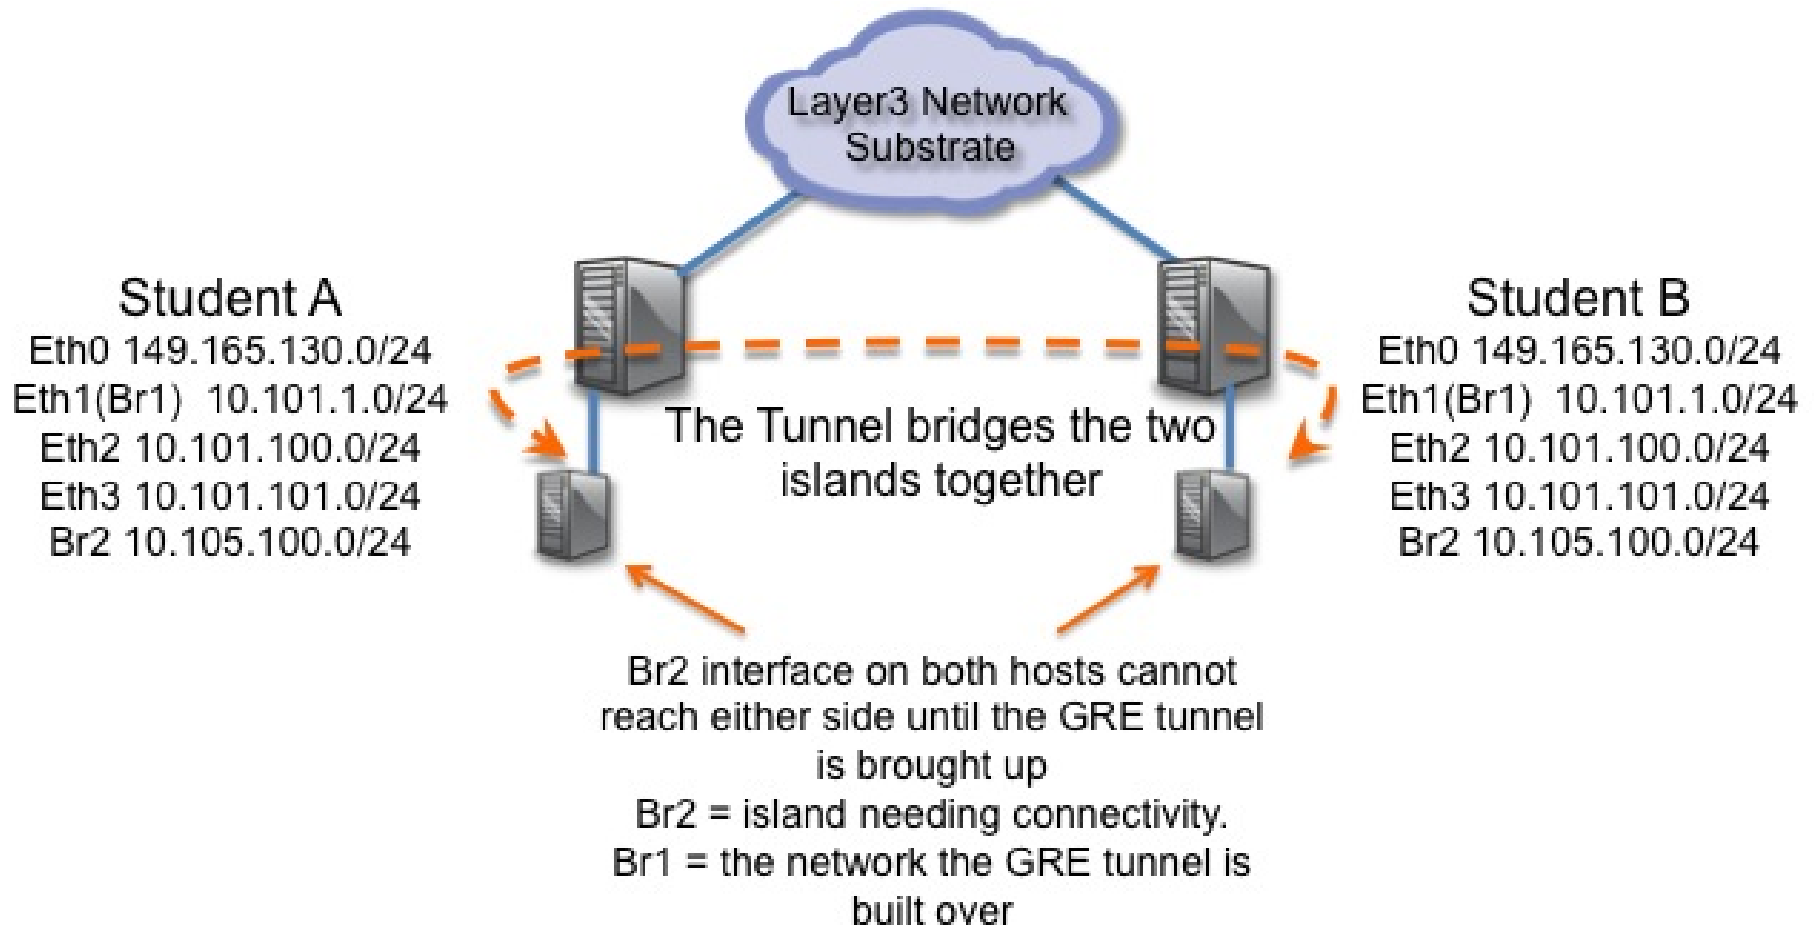 Layer3 Network
Substrate
Student A
Eth0 149.165.130.0/24
Eth1(Br1)  10.101.1.0/24
Eth2 10.101.100.0/24
Eth3 10.101.101.0/24
Br2 10.105.100.0/24
The Tunnel bridges the two
islands together
Student B
Eth0 149.165.130.0/24
Eth1(Br1)  10.101.1.0/24
Eth2 10.101.100.0/24
Eth3 10.101.101.0/24
Br2 10.105.100.0/24
Br2 interface on both hosts cannot
reach either side until the GRE tunnel
is brought up
Br2 = island needing connectivity.
Br1 = the network the GRE tunnel is
built over